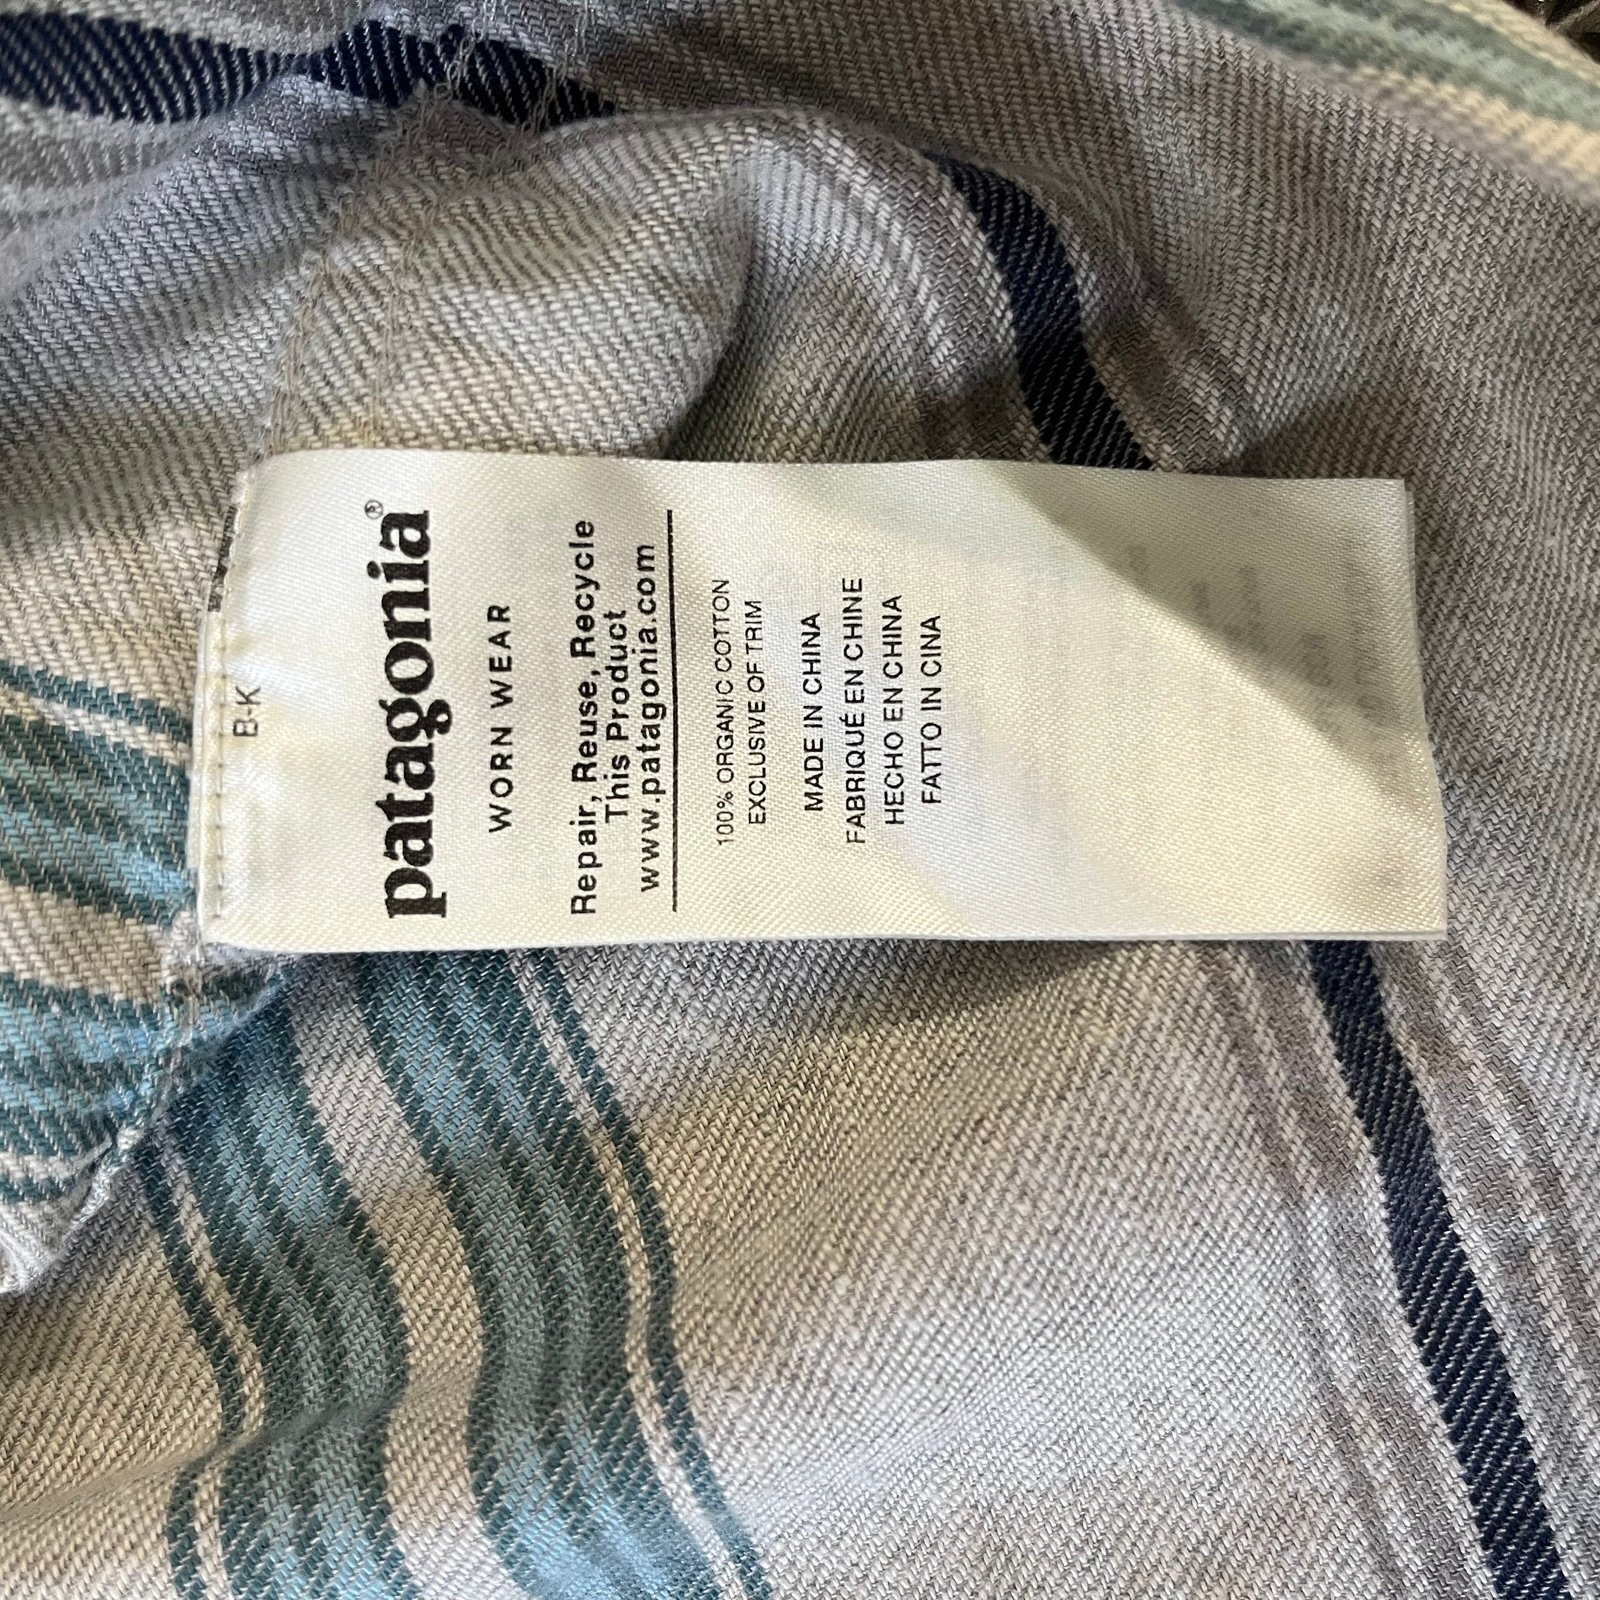 B-K
patagonia®
WORN WEAR
Repair, Reuse, Recycle
This Product
www.patagonia.com
100% ORGANIC COTTON
EXCLUSIVE OF TRIM
MADE IN CHINA
FABRIQUÉ EN CHINE
HECHO EN CHINA
FATTO IN CINA